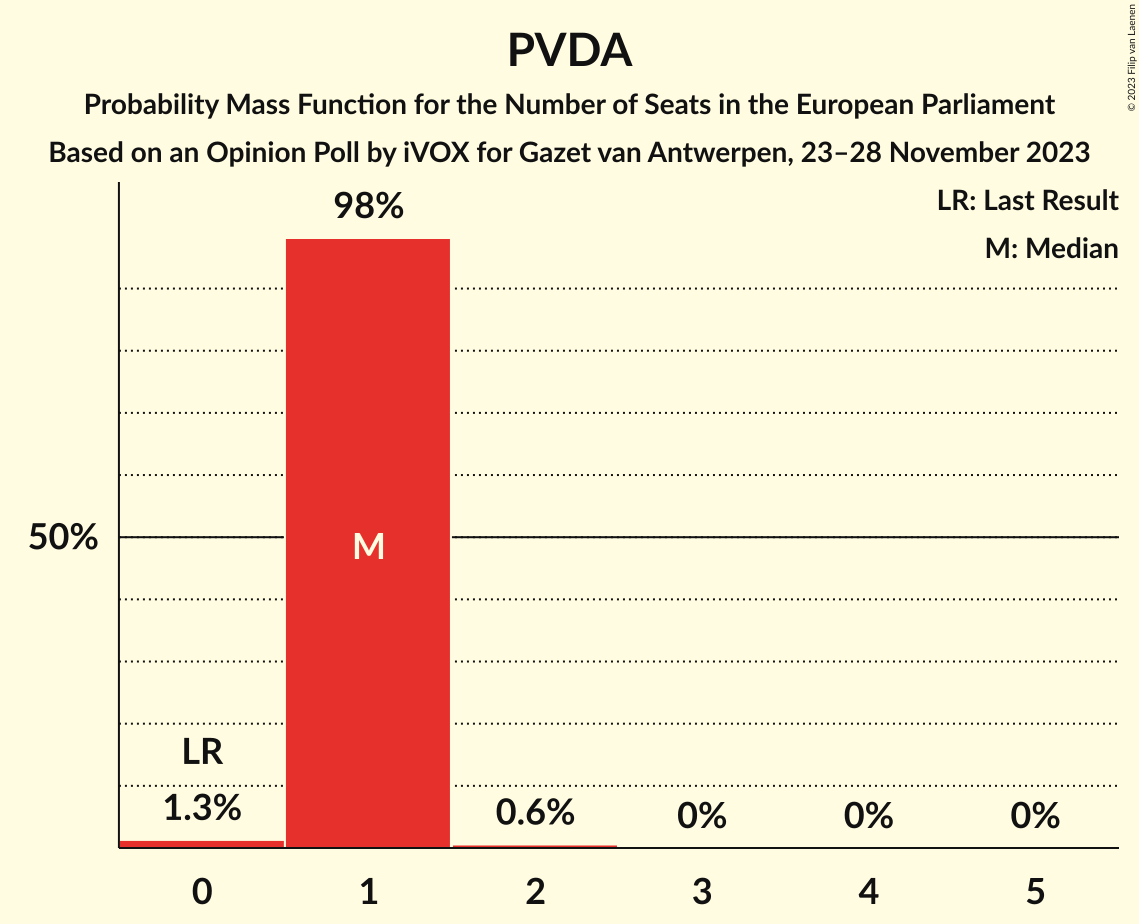 PVDA
Probability Mass Function for the Number of Seats in the European Parliament
Based on an Opinion Poll by iVOX for Gazet van Antwerpen, 23–28 November 2023
© 2023 Filip van Laenen
LR: Last Result
M: Median
98%
50%
M
LR
1.3%
0.6%
0%
0%
0%
0 1 2 3 4 5